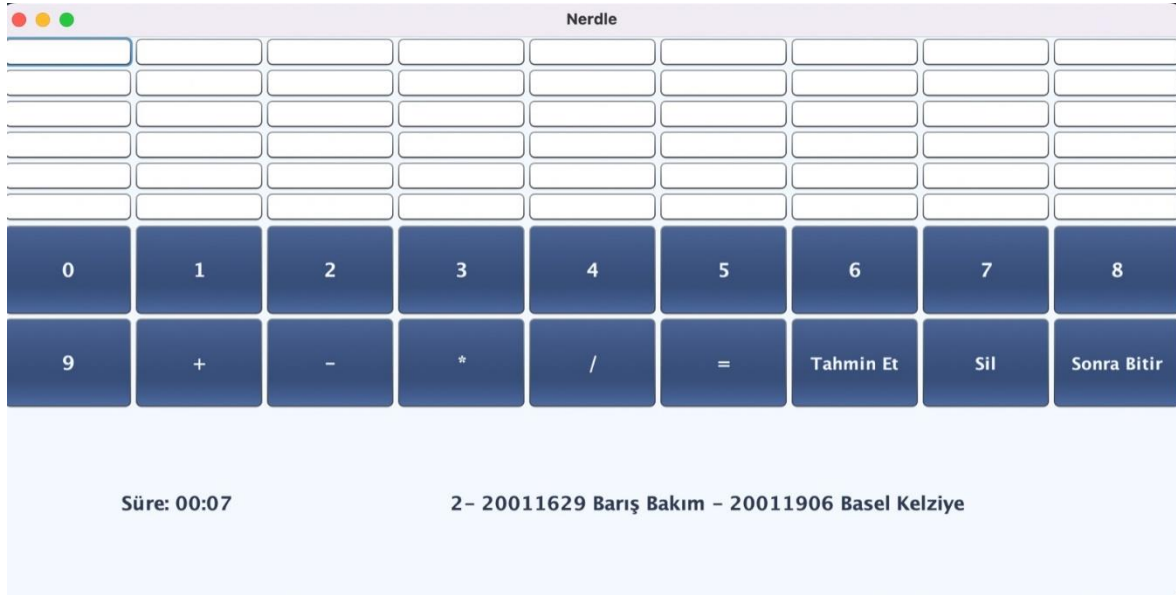 Nerdle
0 1 2 3 4 5 6 7 8
9 + - * / = Tahmin Et Sil Sonra Bitir
Süre: 00:07 2- 20011629 Barış Bakım - 20011906 Basel Kelziye